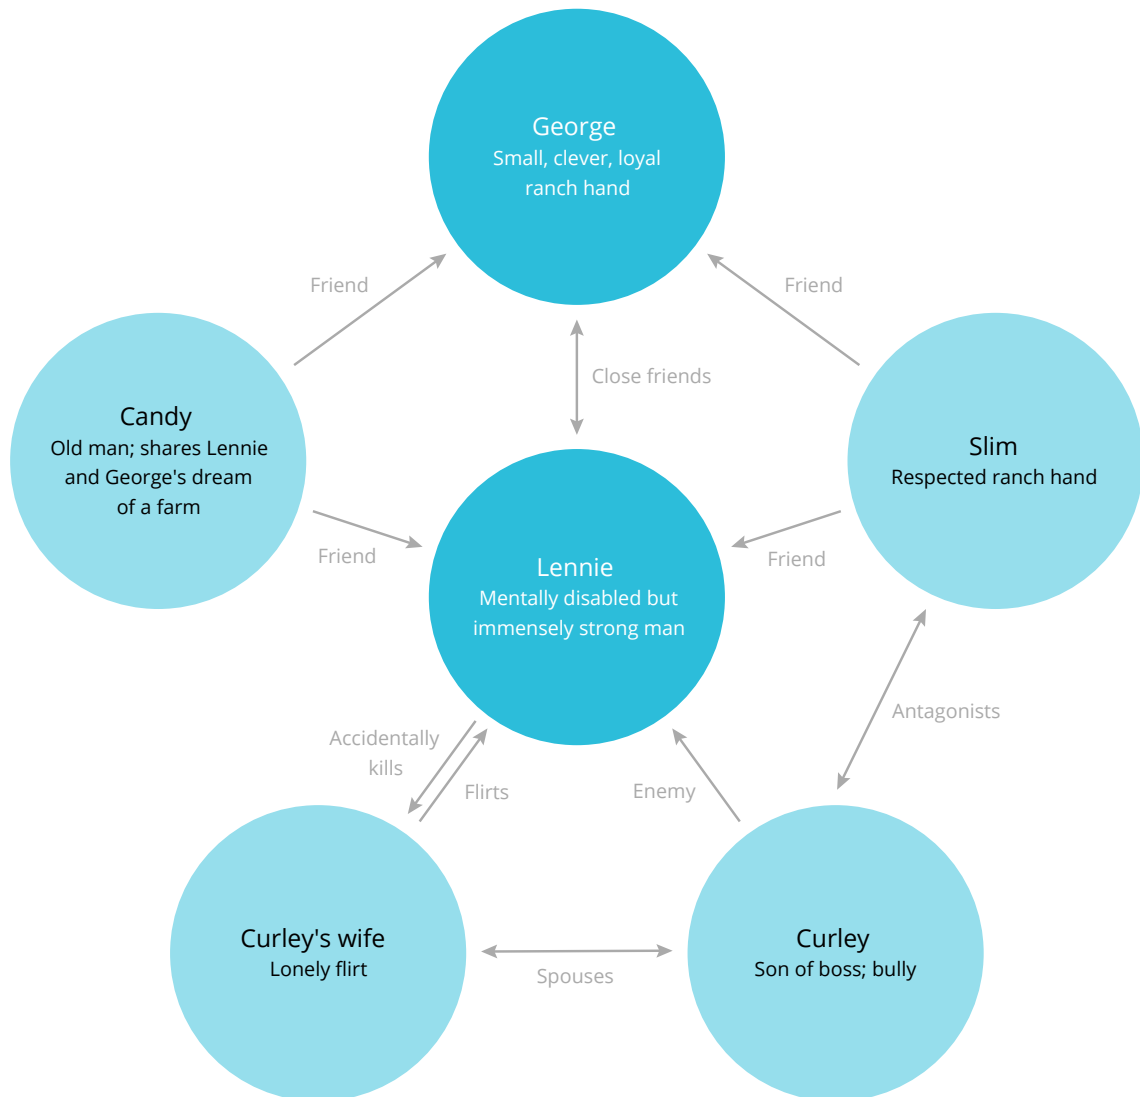 George
Small, clever, loyal
ranch hand
Friend
Friend
Close friends
Candy
Old man; shares Lennie
and George's dream
of a farm
Slim
Respected ranch hand
Friend
Friend
Lennie
Mentally disabled but
immensely strong man
Antagonists
Accidentally
kills
Flirts
Enemy
Curley's wife
Lonely flirt
Curley
Son of boss; bully
Spouses